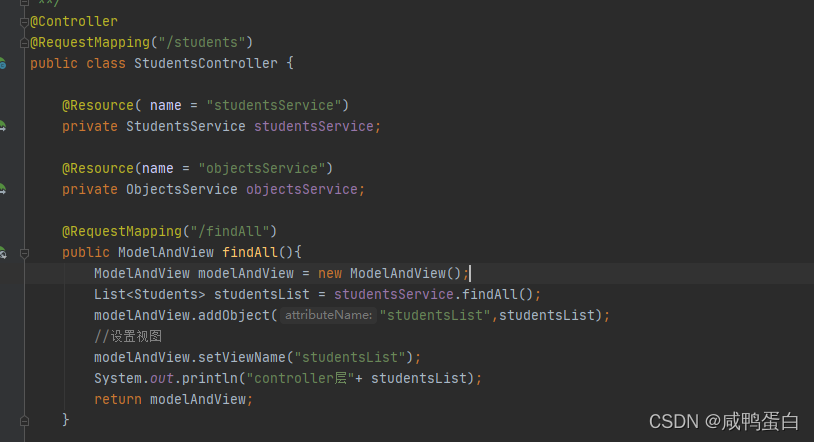 **/
@Controller
@RequestMapping("/students")
public class StudentsController {
@Resource( name = "studentsService")
private StudentsService studentsService;
@Resource(name = "objectsService")
private ObjectsService objectsService;
@RequestMapping("/findAll")
public ModelAndView findAll(){
ModelAndView modelAndView = new ModelAndView();
List<Students> studentsList = studentsService.findAll();
modelAndView.addObject( attributeName: "studentsList",studentsList);
//设置视图
modelAndView.setViewName("studentsList");
System.out.println("controller层"+ studentsList);
return modelAndView;
}
CSDN @咸鸭蛋白